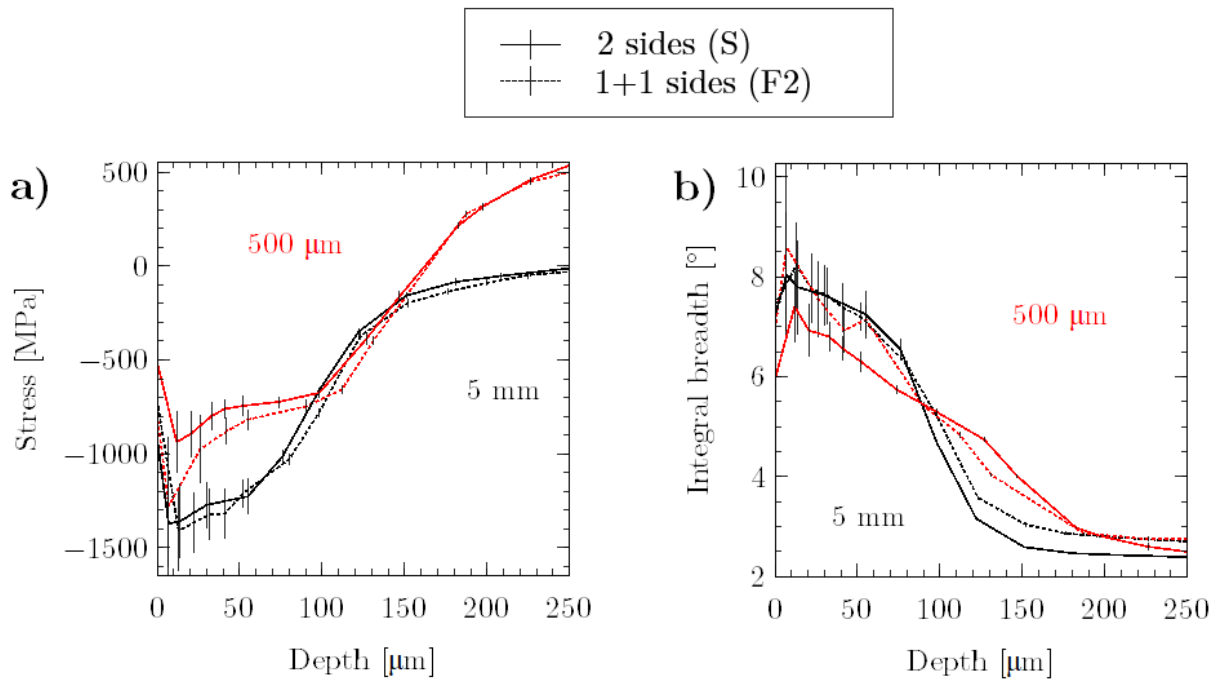 2 sides (S)
1+1 sides (F2)
a)
500
0
−500
−1000
−1500
Stress [MPa]
500 μm
5 mm
0 50 100 150 200 250
Depth [μm]
b)
10
8
6
4
2
Integral breadth [°]
500 μm
5 mm
0 50 100 150 200 250
Depth [μm]